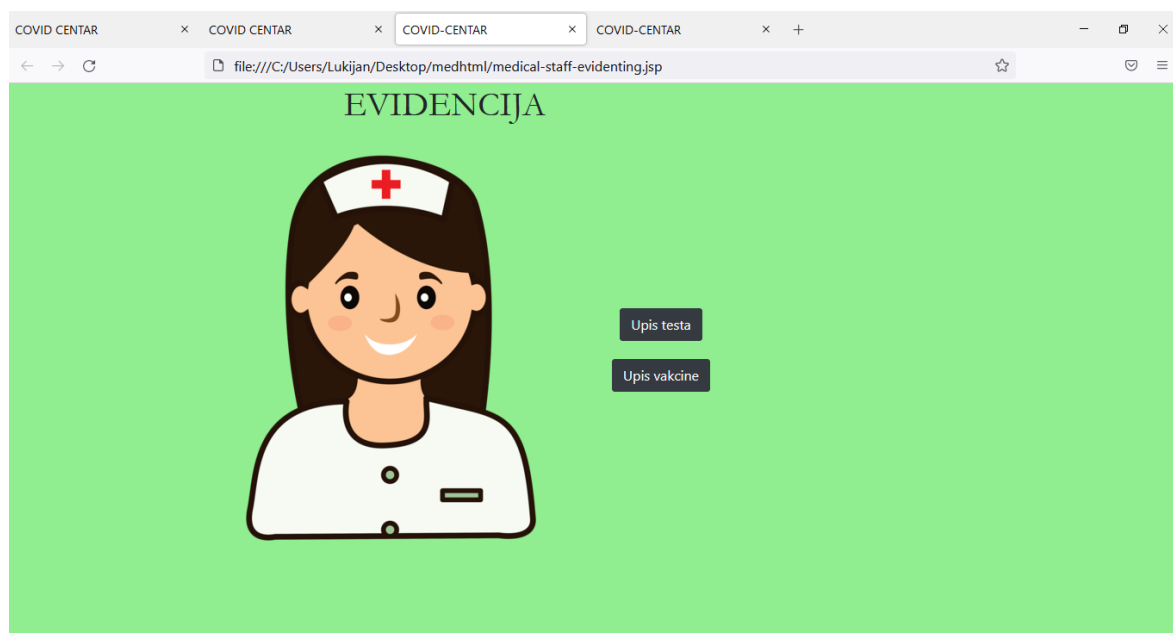 COVID CENTAR COVID CENTAR COVID-CENTAR COVID-CENTAR
file:///C:/Users/Lukijan/Desktop/medhtml/medical-staff-evidenting.jsp
EVIDENCIJA
Upis testa
Upis vakcine